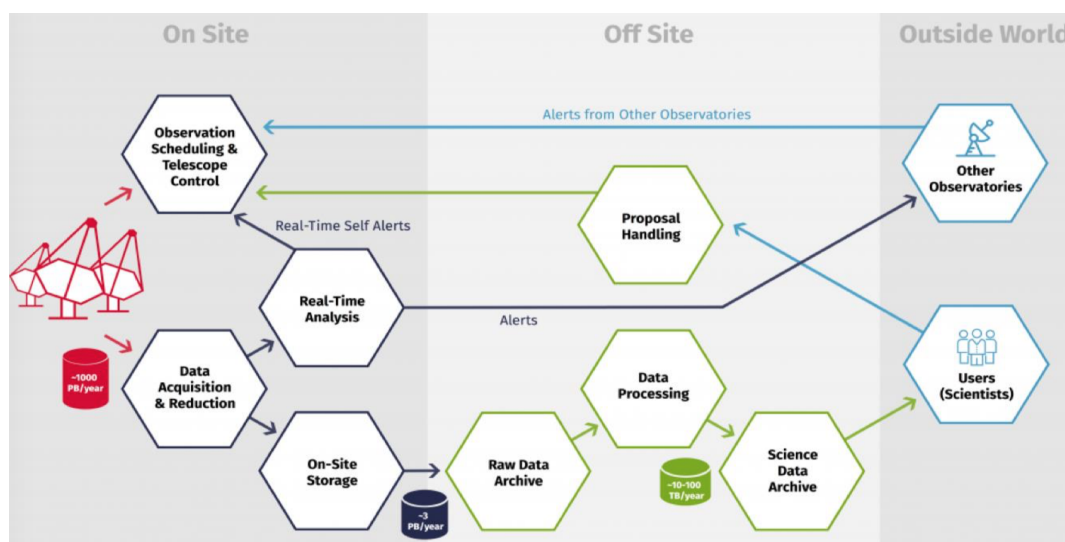 On Site
Off Site
Outside World
Alerts from Other Observatories
Observation
Scheduling &
Telescope
Control
Other
Observatories
Proposal
Handling
Real-Time Self Alerts
Real-Time
Analysis
Alerts
~1000
PB/year
Data
Acquisition
& Reduction
Data
Processing
Users
(Scientists)
On-Site
Storage
~3
PB/year
Raw Data
Archive
~10-100
TB/year
Science
Data
Archive